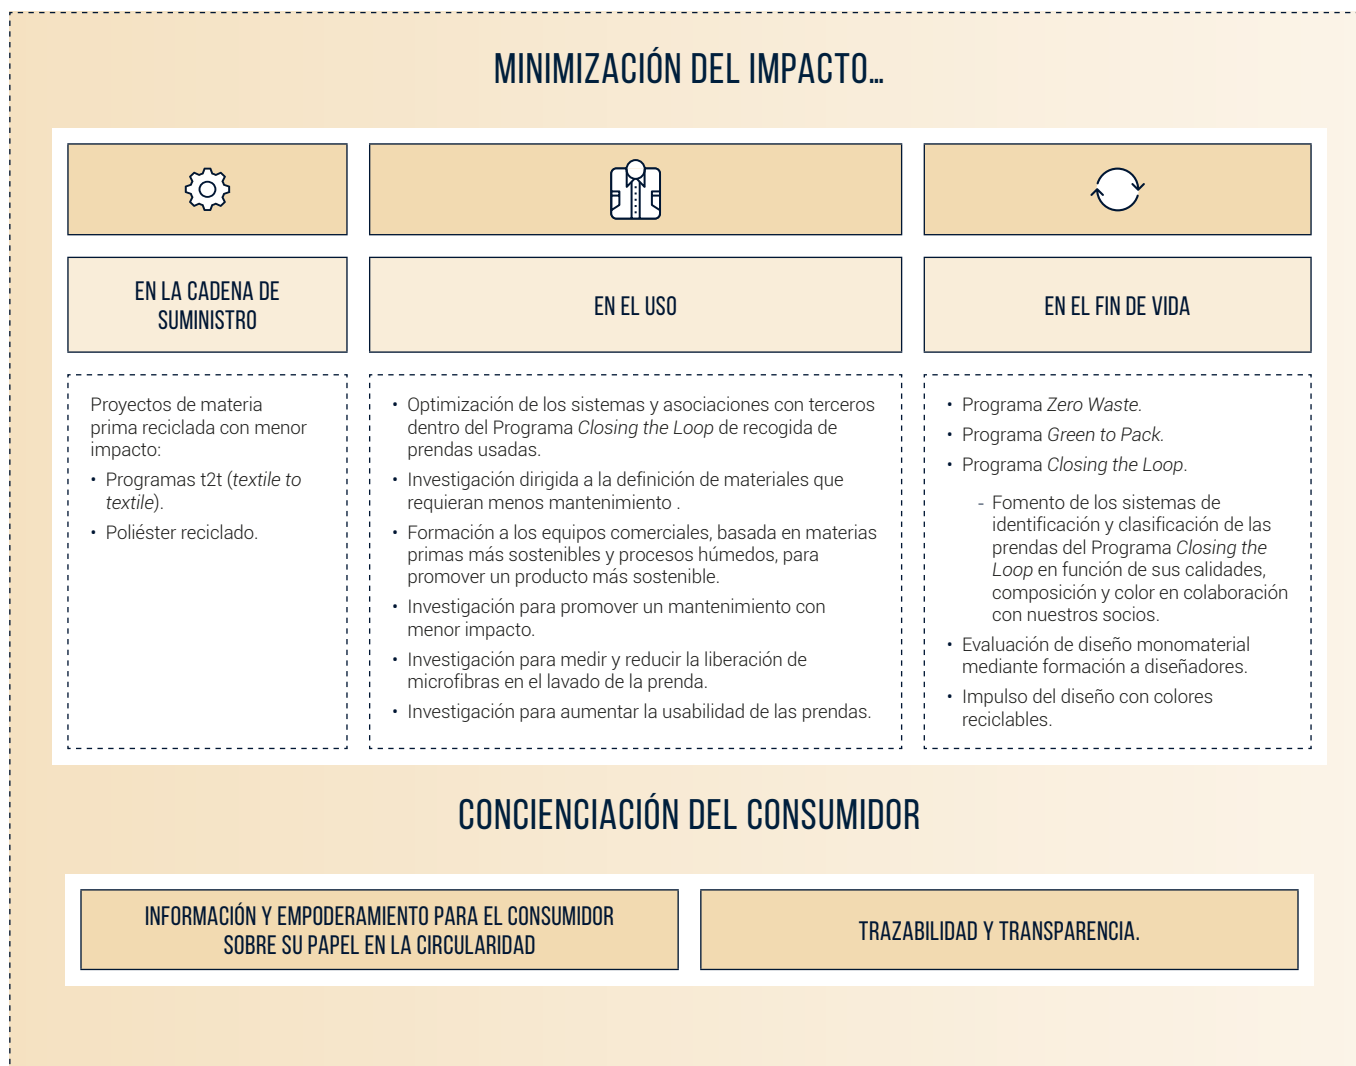 MINIMIZACIÓN DEL IMPACTO...
EN LA CADENA DE
SUMINISTRO
Proyectos de materia
prima reciclada con menor
impacto:
• Programas t2t (textile to
textile).
• Poliéster reciclado.
EN EL USO
• Optimización de los sistemas y asociaciones con terceros
dentro del Programa Closing the Loop de recogida de
prendas usadas.
• Investigación dirigida a la definición de materiales que
requieran menos mantenimiento .
• Formación a los equipos comerciales, basada en materias
primas más sostenibles y procesos húmedos, para
promover un producto más sostenible.
• Investigación para promover un mantenimiento con
menor impacto.
• Investigación para medir y reducir la liberación de
microfibras en el lavado de la prenda.
• Investigación para aumentar la usabilidad de las prendas.
EN EL FIN DE VIDA
• Programa Zero Waste.
• Programa Green to Pack.
• Programa Closing the Loop.
- Fomento de los sistemas de
identificación y clasificación de las
prendas del Programa Closing the
Loop en función de sus calidades,
composición y color en colaboración
con nuestros socios.
• Evaluación de diseño monomaterial
mediante formación a diseñadores.
• Impulso del diseño con colores
reciclables.
CONCIENCIACIÓN DEL CONSUMIDOR
INFORMACIÓN Y EMPODERAMIENTO PARA EL CONSUMIDOR
SOBRE SU PAPEL EN LA CIRCULARIDAD
TRAZABILIDAD Y TRANSPARENCIA.